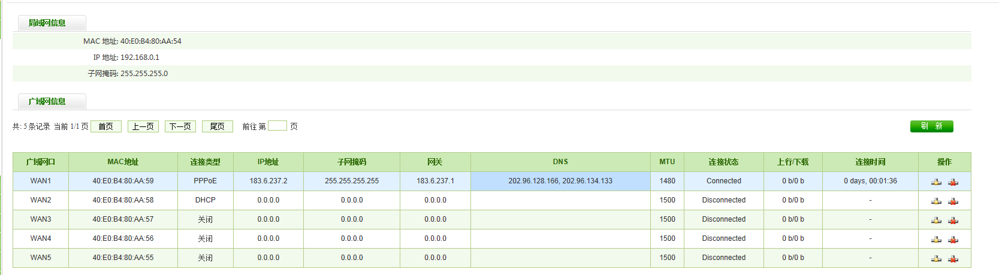 局域网信息
MAC 地址: 40:E0:B4:80:AA:54
IP 地址: 192.168.0.1
子网掩码: 255.255.255.0
广域网信息
共: 5 条记录 当前 1/1 页 首页 上一页 下一页 尾页 前往 第 页 刷 新
广域网口 MAC地址 连接类型 IP地址 子网掩码 网关 DNS MTU 连接状态 上行/下载 连接时间 操作
WAN1 40:E0:B4:80:AA:59 PPPoE 183.6.237.2 255.255.255.255 183.6.237.1 202.96.128.166, 202.96.134.133 1480 Connected 0 b/0 b 0 days, 00:01:36
WAN2 40:E0:B4:80:AA:58 DHCP 0.0.0.0 0.0.0.0 0.0.0.0 1500 Disconnected 0 b/0 b -
WAN3 40:E0:B4:80:AA:57 关闭 0.0.0.0 0.0.0.0 0.0.0.0 1500 Disconnected 0 b/0 b -
WAN4 40:E0:B4:80:AA:56 关闭 0.0.0.0 0.0.0.0 0.0.0.0 1500 Disconnected 0 b/0 b -
WAN5 40:E0:B4:80:AA:55 关闭 0.0.0.0 0.0.0.0 0.0.0.0 1500 Disconnected 0 b/0 b -